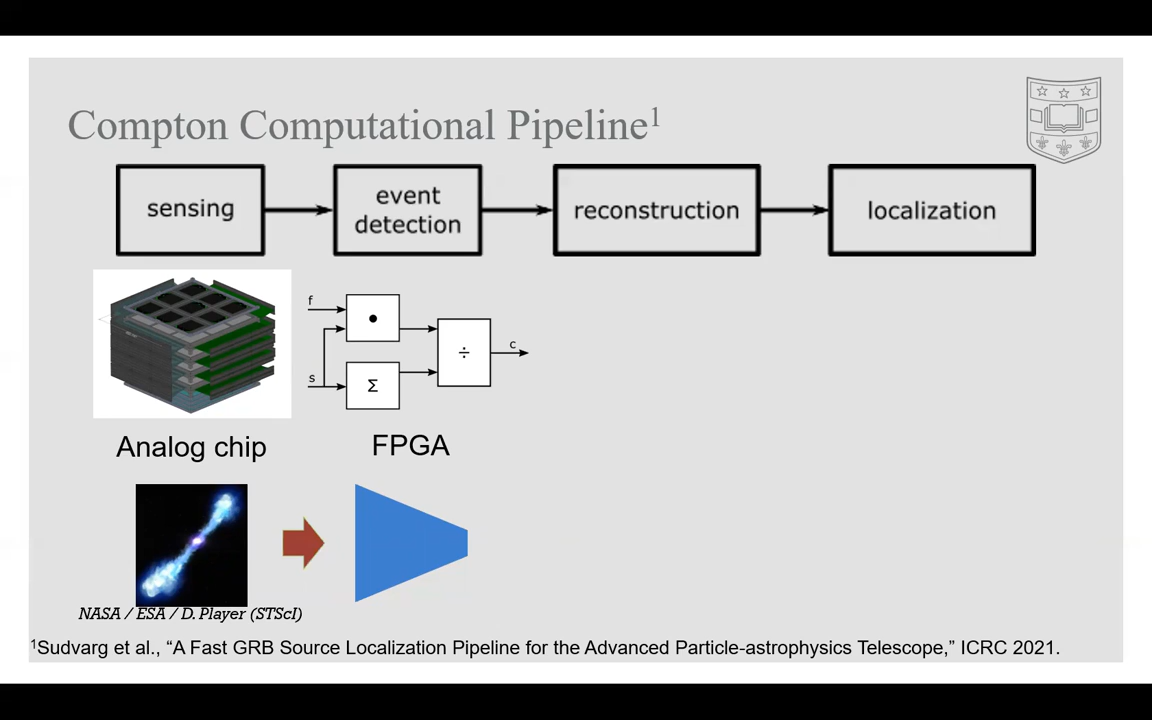 Compton Computational Pipeline¹
sensing
event
detection
reconstruction
localization
f
s
•
Σ
÷
c
Analog chip
FPGA
NASA / ESA / D. Player (STScI)
¹Sudvarg et al., “A Fast GRB Source Localization Pipeline for the Advanced Particle-astrophysics Telescope,” ICRC 2021.